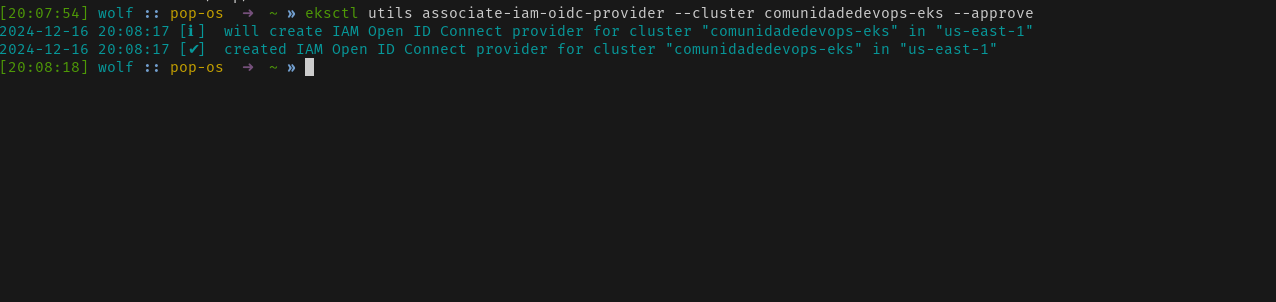 [20:07:54] wolf :: pop-os ➜ ~ » eksctl utils associate-iam-oidc-provider --cluster comunidadedevops-eks --approve
2024-12-16 20:08:17 [ℹ]  will create IAM Open ID Connect provider for cluster "comunidadedevops-eks" in "us-east-1"
2024-12-16 20:08:17 [✔]  created IAM Open ID Connect provider for cluster "comunidadedevops-eks" in "us-east-1"
[20:08:18] wolf :: pop-os ➜ ~ »